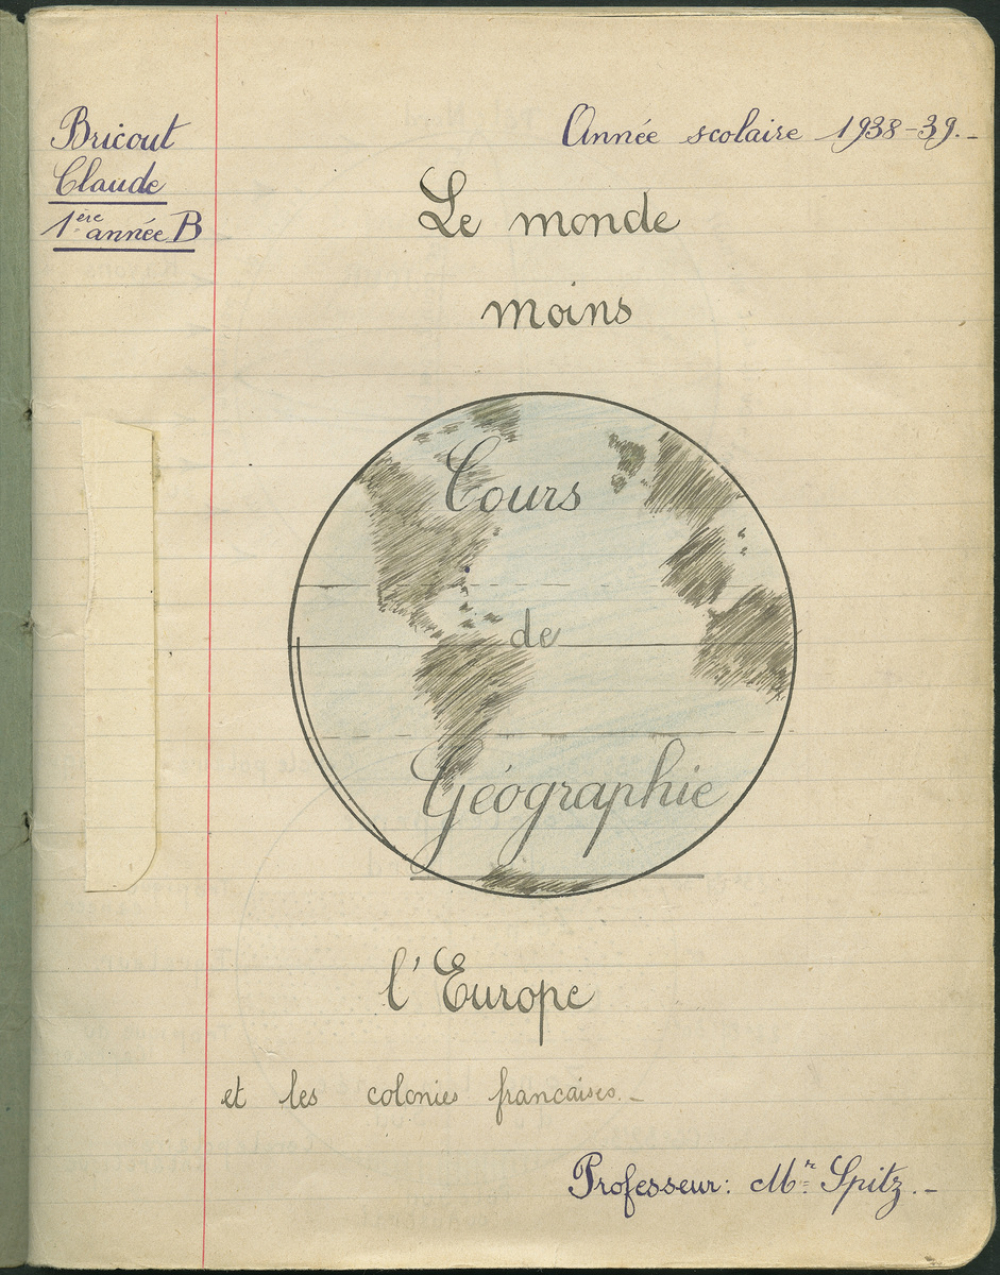 Bricout
Claude
1ère année B
Année scolaire 1938-39.-
Le monde
moins
Cours
de
Géographie
l'Europe
et les colonies francaises.-
Professeur: Mr. Spitz.-